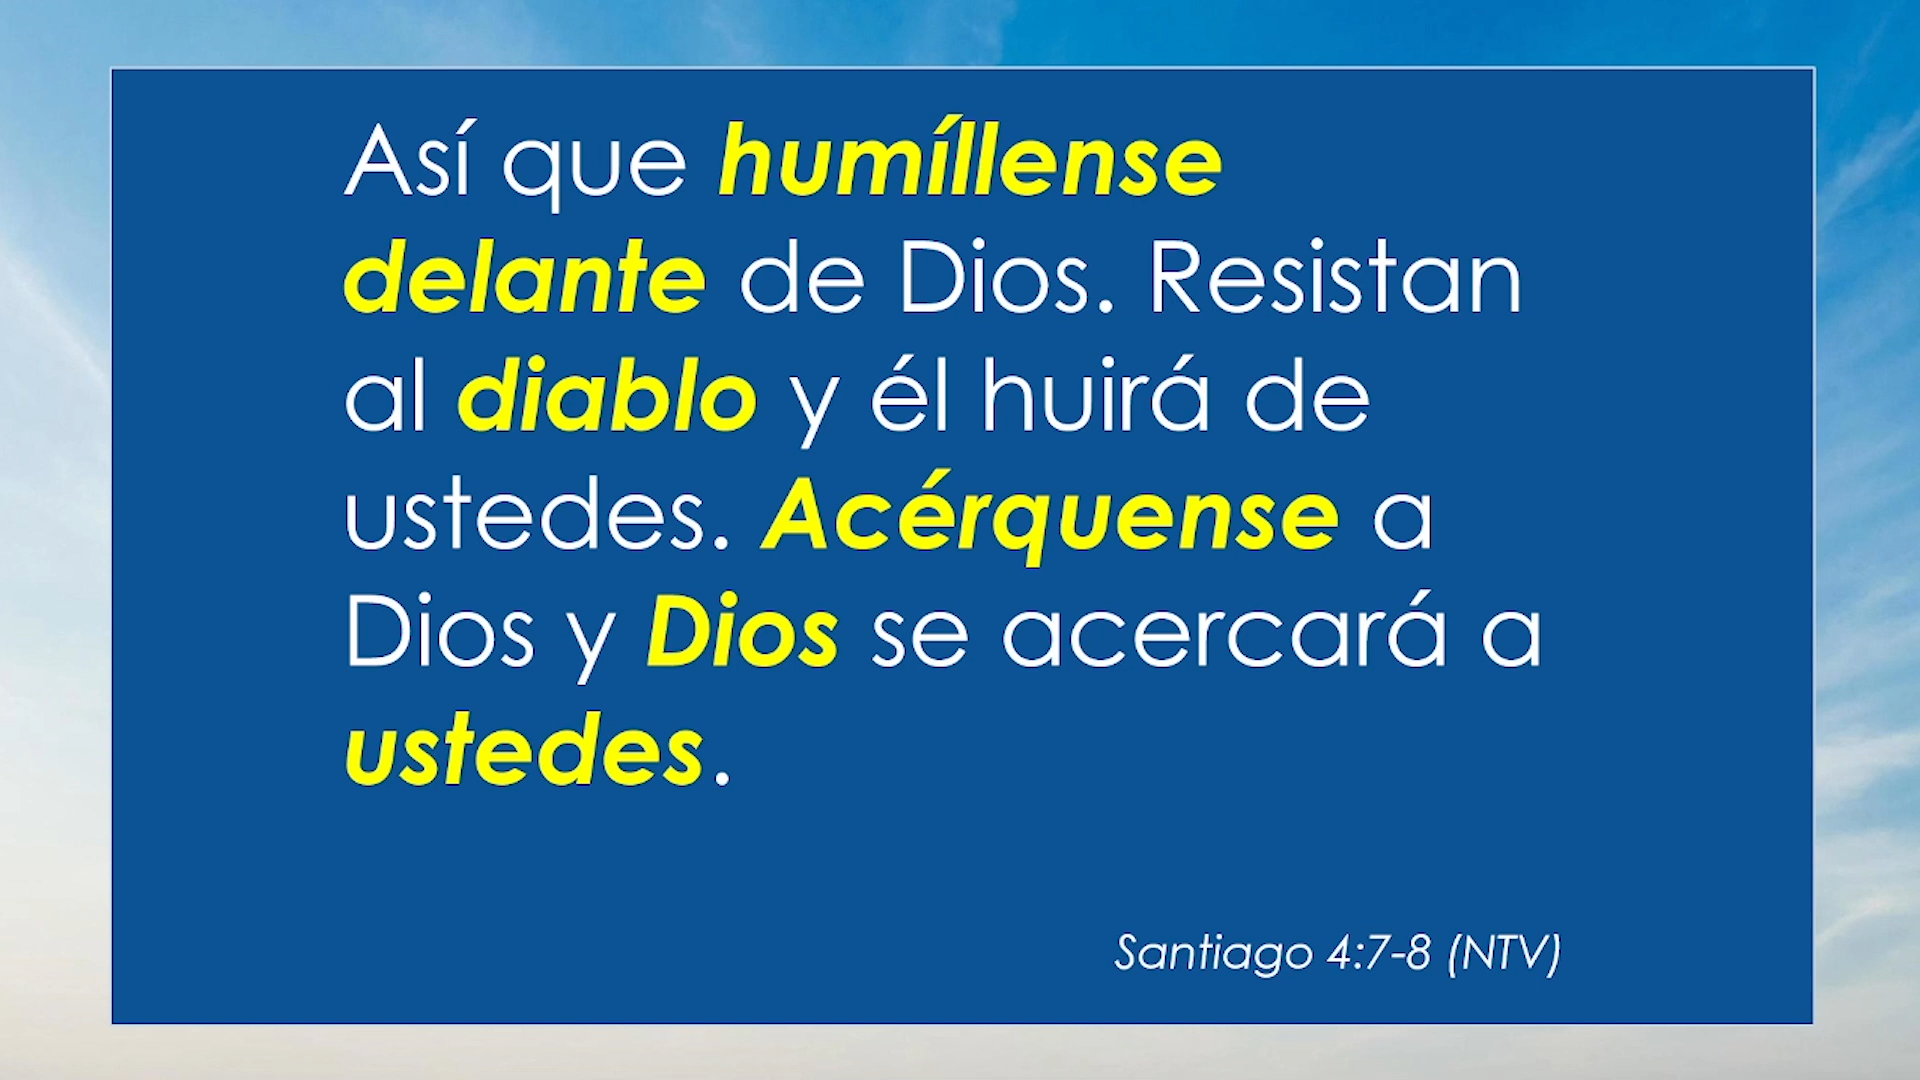 Así que humíllense
delante de Dios. Resistan
al diablo y él huirá de
ustedes. Acérquense a
Dios y Dios se acercará a
ustedes.
Santiago 4:7-8 (NTV)